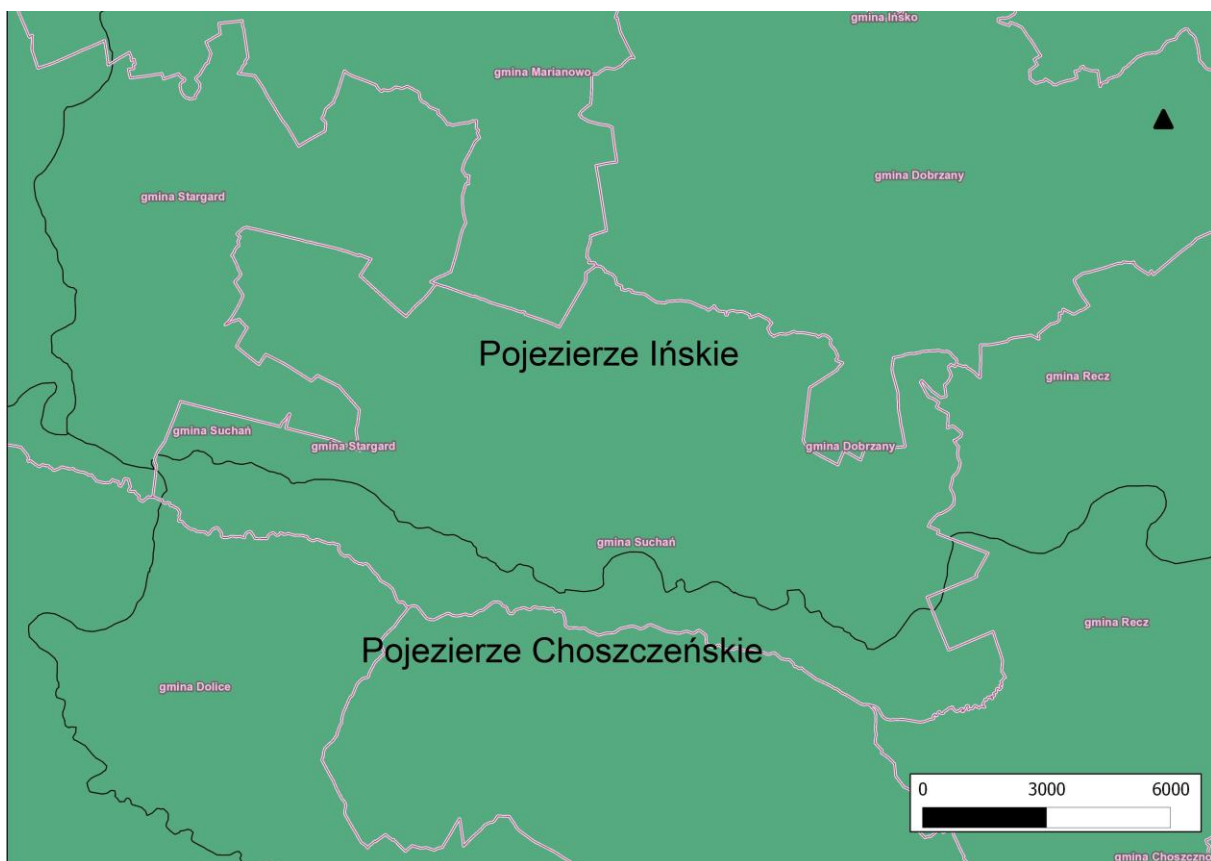 gmina Ińsko
gmina Marianowo
gmina Dobrzany
gmina Stargard
Pojezierze Ińskie
gmina Recz
gmina Suchań
gmina Stargard
gmina Dobrzany
gmina Suchań
gmina Recz
Pojezierze Choszczeńskie
gmina Dolice
0 3000 6000
gmina Choszczno